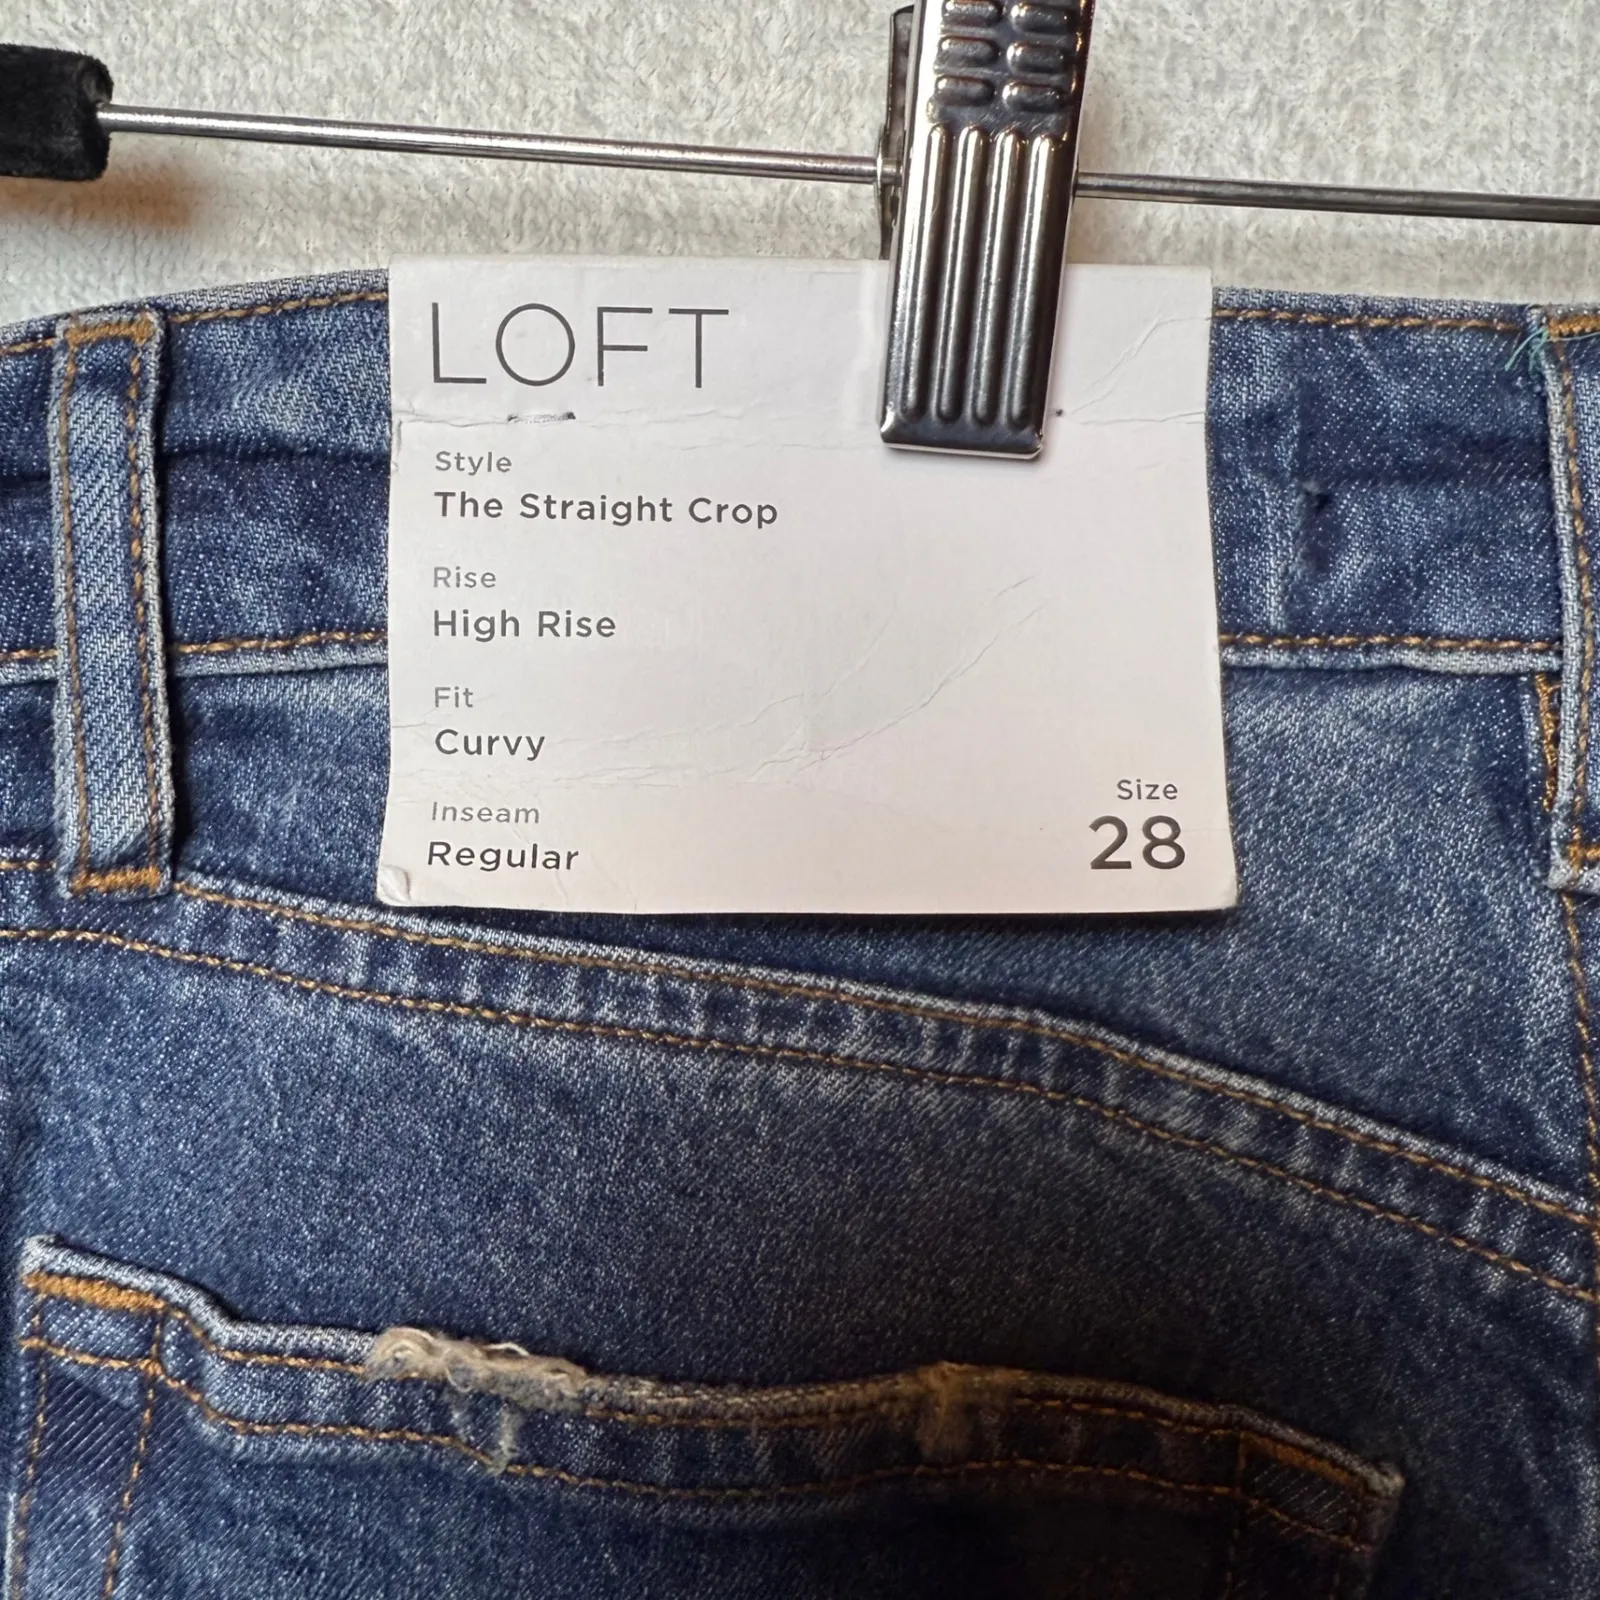 LOFT
Style
The Straight Crop
Rise
High Rise
Fit
Curvy
Inseam
Regular
Size
28